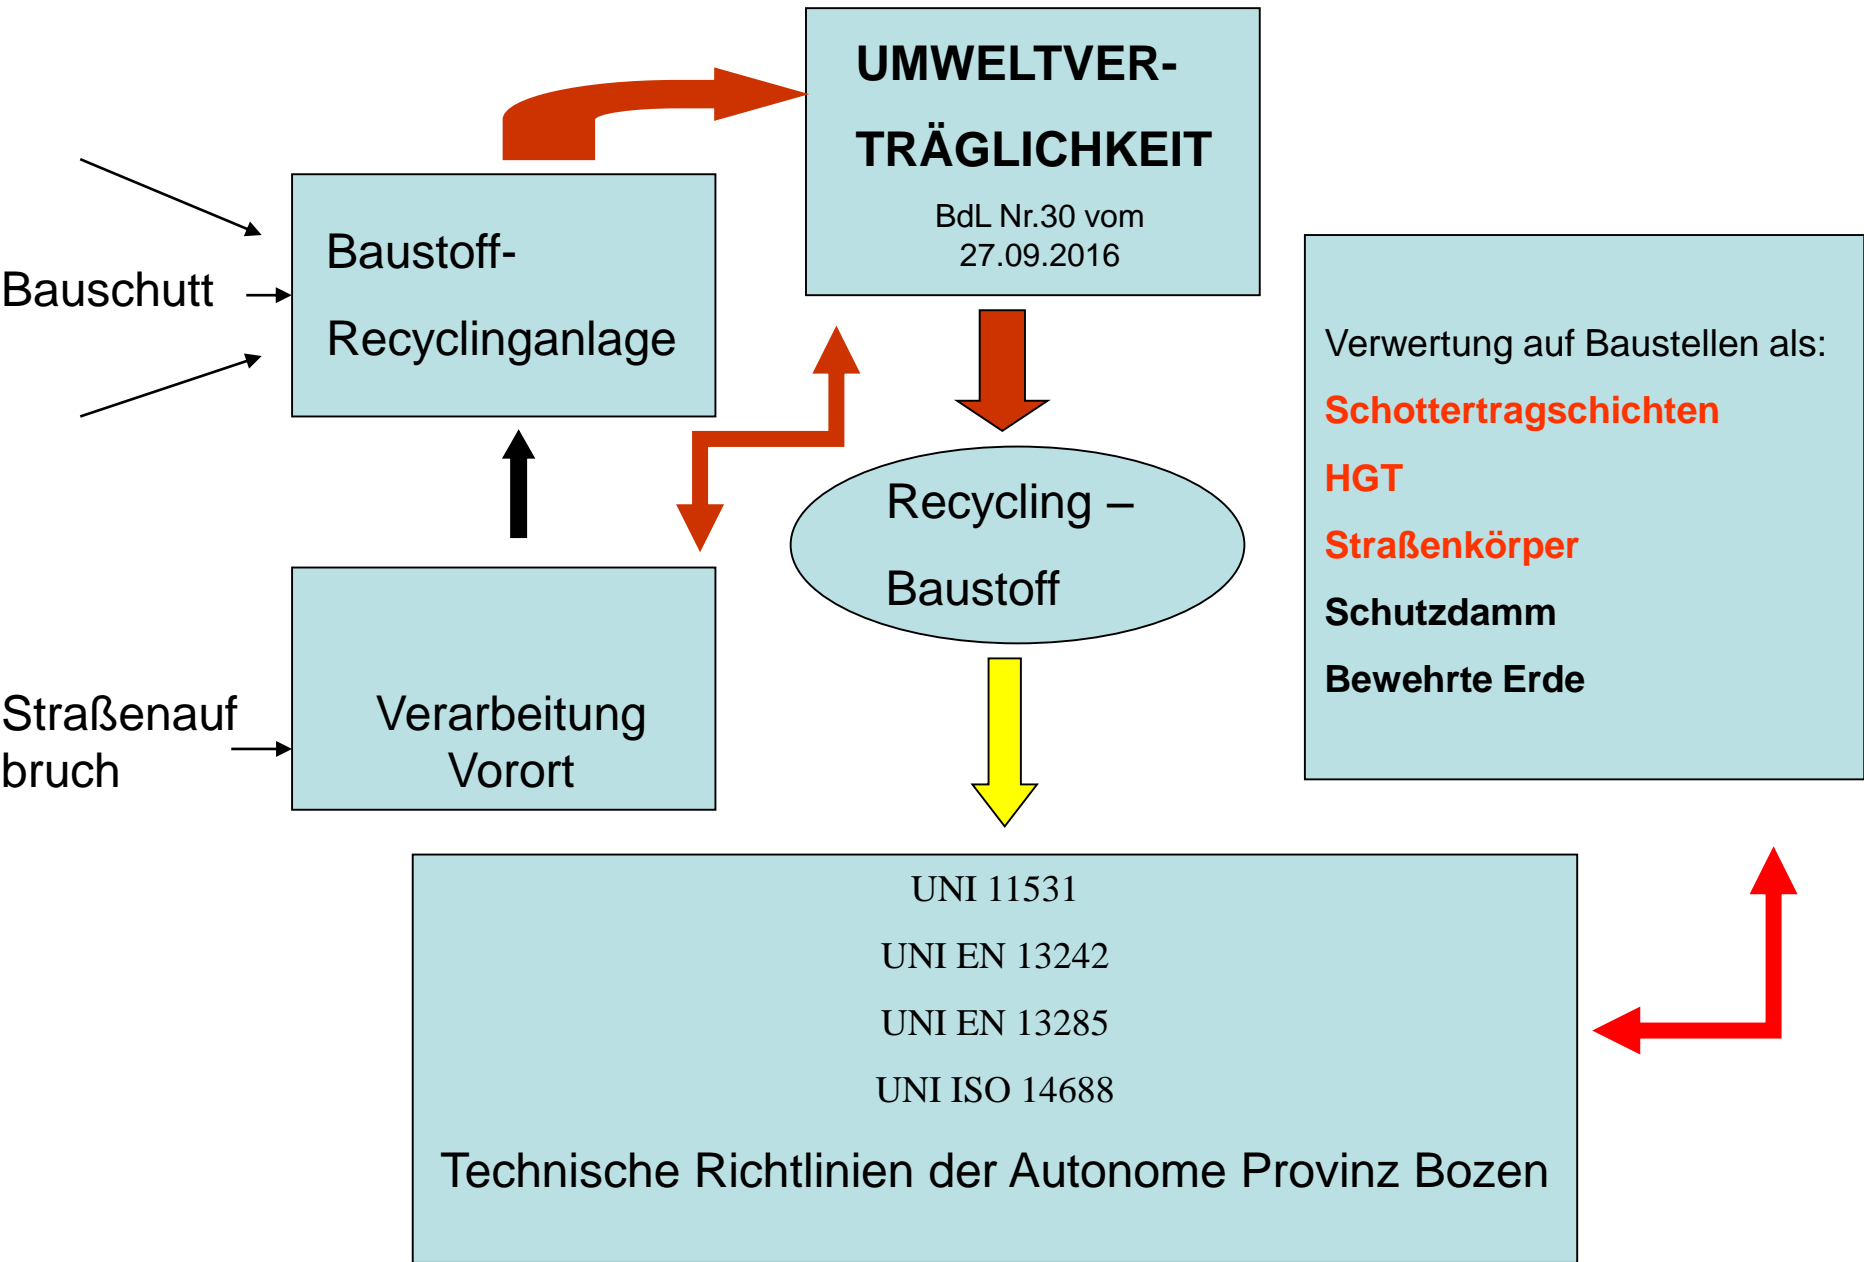 UMWELTVER-
TRÄGLICHKEIT
BdL Nr.30 vom
27.09.2016
Bauschutt
Baustoff-
Recyclinganlage
Verwertung auf Baustellen als:
Schottertragschichten
HGT
Straßenkörper
Schutzdamm
Bewehrte Erde
Recycling –
Baustoff
Straßenauf
bruch
Verarbeitung
Vorort
UNI 11531
UNI EN 13242
UNI EN 13285
UNI ISO 14688
Technische Richtlinien der Autonome Provinz Bozen